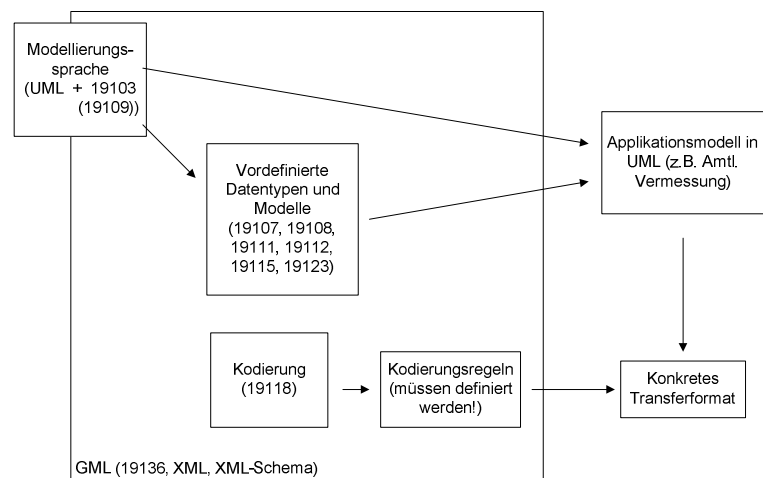 Modellierungs-
sprache
(UML + 19103
(19109))
Vordefinierte
Datentypen und
Modelle
(19107, 19108,
19111, 19112,
19115, 19123)
Applikationsmodell in
UML (z.B. Amtl.
Vermessung)
Kodierung
(19118)
Kodierungsregeln
(müssen definiert
werden!)
Konkretes
Transferformat
GML (19136, XML, XML-Schema)